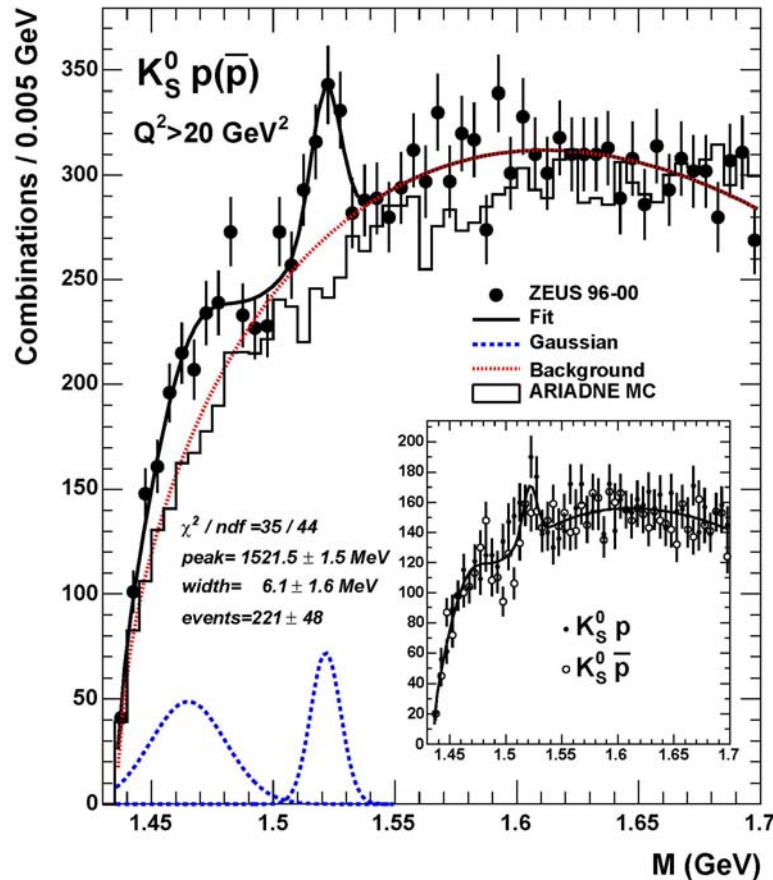 Combinations / 0.005 GeV
350
300
250
200
150
100
50
0
K⁰_S p(p̅)
Q²>20 GeV²
ZEUS 96-00
Fit
Gaussian
Background
ARIADNE MC
χ² / ndf =35 / 44
peak= 1521.5 ± 1.5 MeV
width= 6.1 ± 1.6 MeV
events=221 ± 48
200
180
160
140
120
100
80
60
40
20
0
K⁰_S p
K⁰_S p̅
1.45 1.5 1.55 1.6 1.65 1.7
1.45 1.5 1.55 1.6 1.65 1.7
M (GeV)